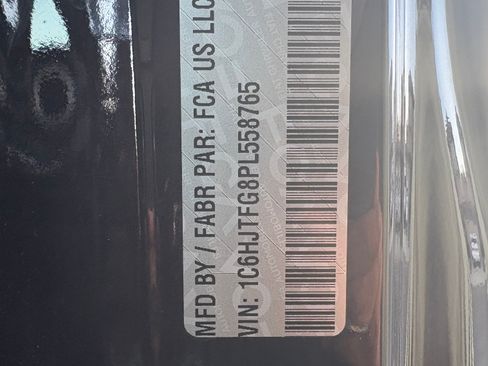 MFD BY / FABR PAR: FCA US LLC
VIN: 1C6HJTFG8PL558765